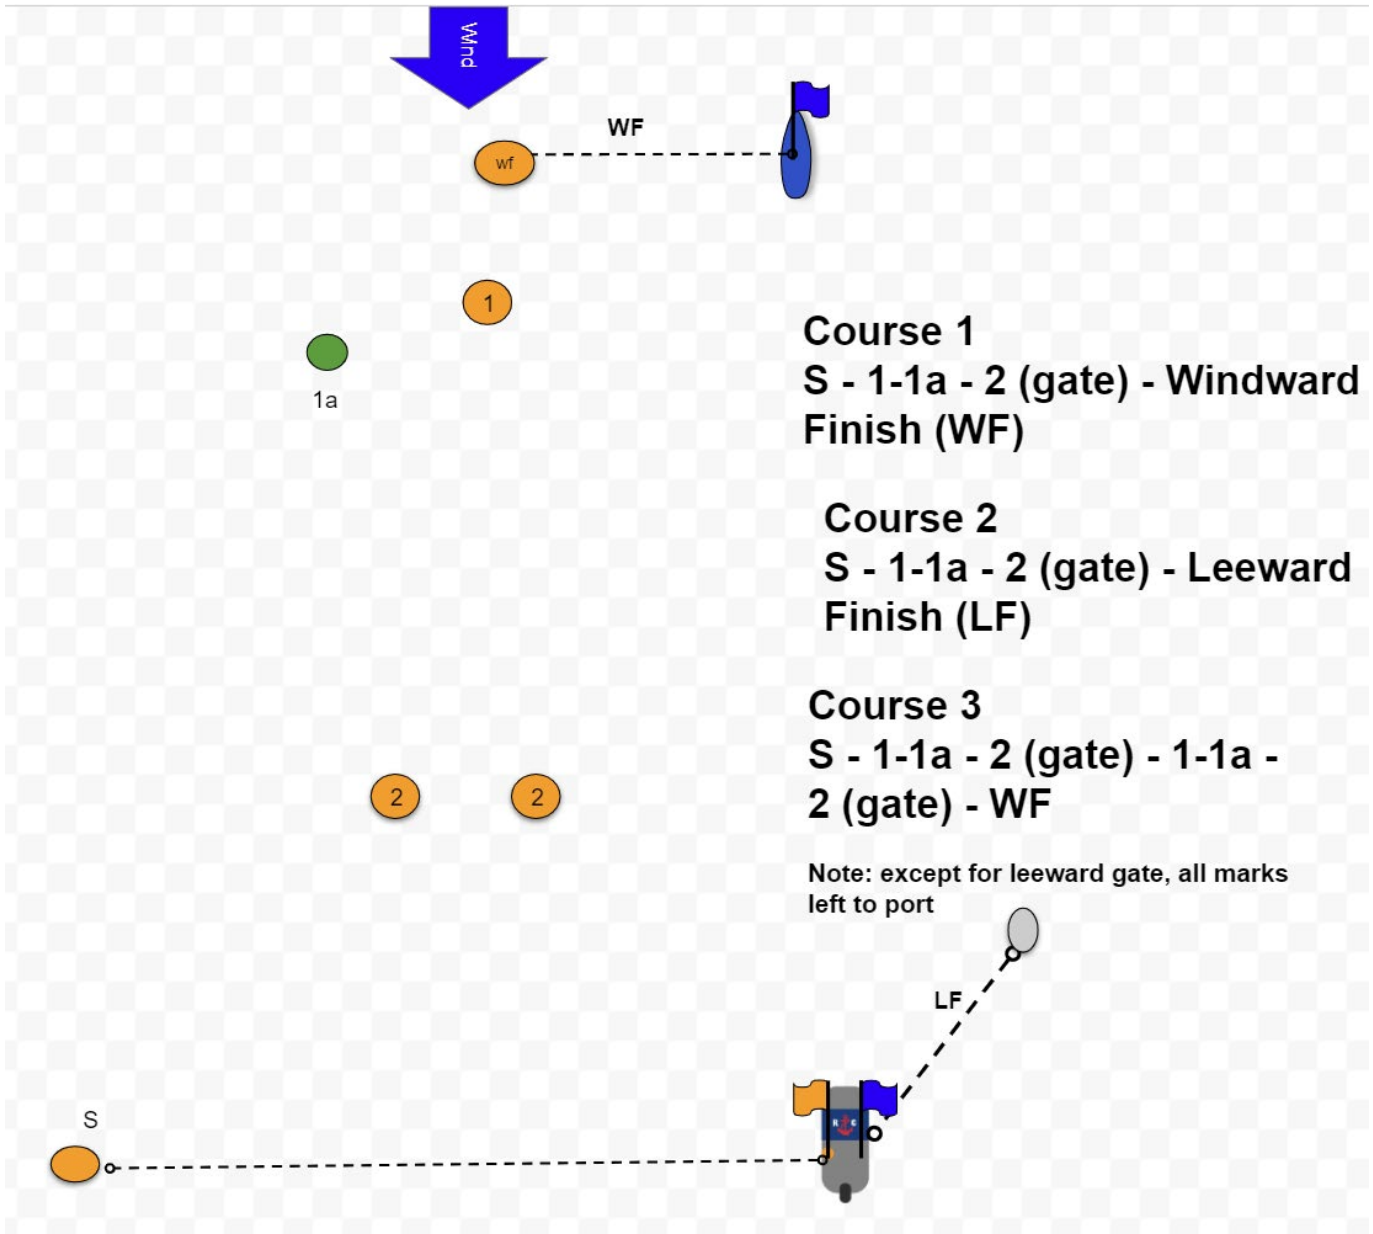 Wind
WF
wf
1
1a
Course 1
S - 1-1a - 2 (gate) - Windward
Finish (WF)
Course 2
S - 1-1a - 2 (gate) - Leeward
Finish (LF)
Course 3
S - 1-1a - 2 (gate) - 1-1a -
2 (gate) - WF
2
2
Note: except for leeward gate, all marks
left to port
LF
S
R C